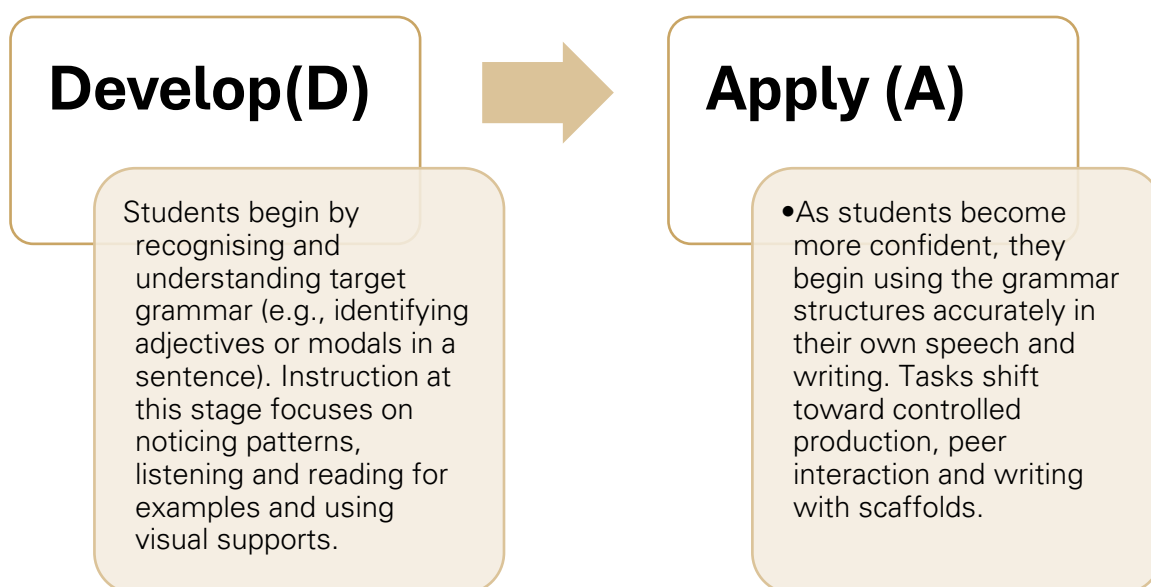 Develop(D)
Students begin by
recognising and
understanding target
grammar (e.g., identifying
adjectives or modals in a
sentence). Instruction at
this stage focuses on
noticing patterns,
listening and reading for
examples and using
visual supports.
Apply (A)
•As students become
more confident, they
begin using the grammar
structures accurately in
their own speech and
writing. Tasks shift
toward controlled
production, peer
interaction and writing
with scaffolds.